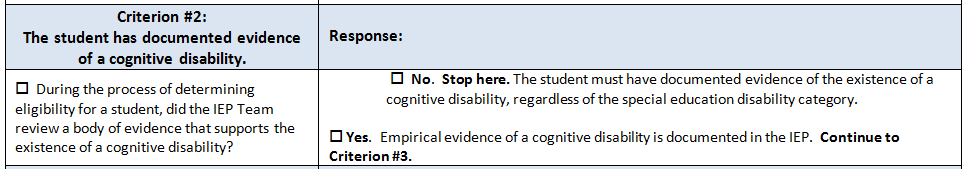 Criterion #2:
The student has documented evidence
of a cognitive disability.
Response:
☐ During the process of determining
eligibility for a student, did the IEP Team
review a body of evidence that supports the
existence of a cognitive disability?
☐ No. Stop here. The student must have documented evidence of the existence of a
cognitive disability, regardless of the special education disability category.
☐ Yes. Empirical evidence of a cognitive disability is documented in the IEP. Continue to
Criterion #3.